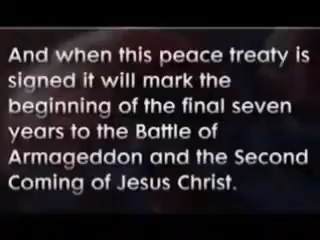 And when this peace treaty is
signed it will mark the
beginning of the final seven
years to the Battle of
Armageddon and the Second
Coming of Jesus Christ.